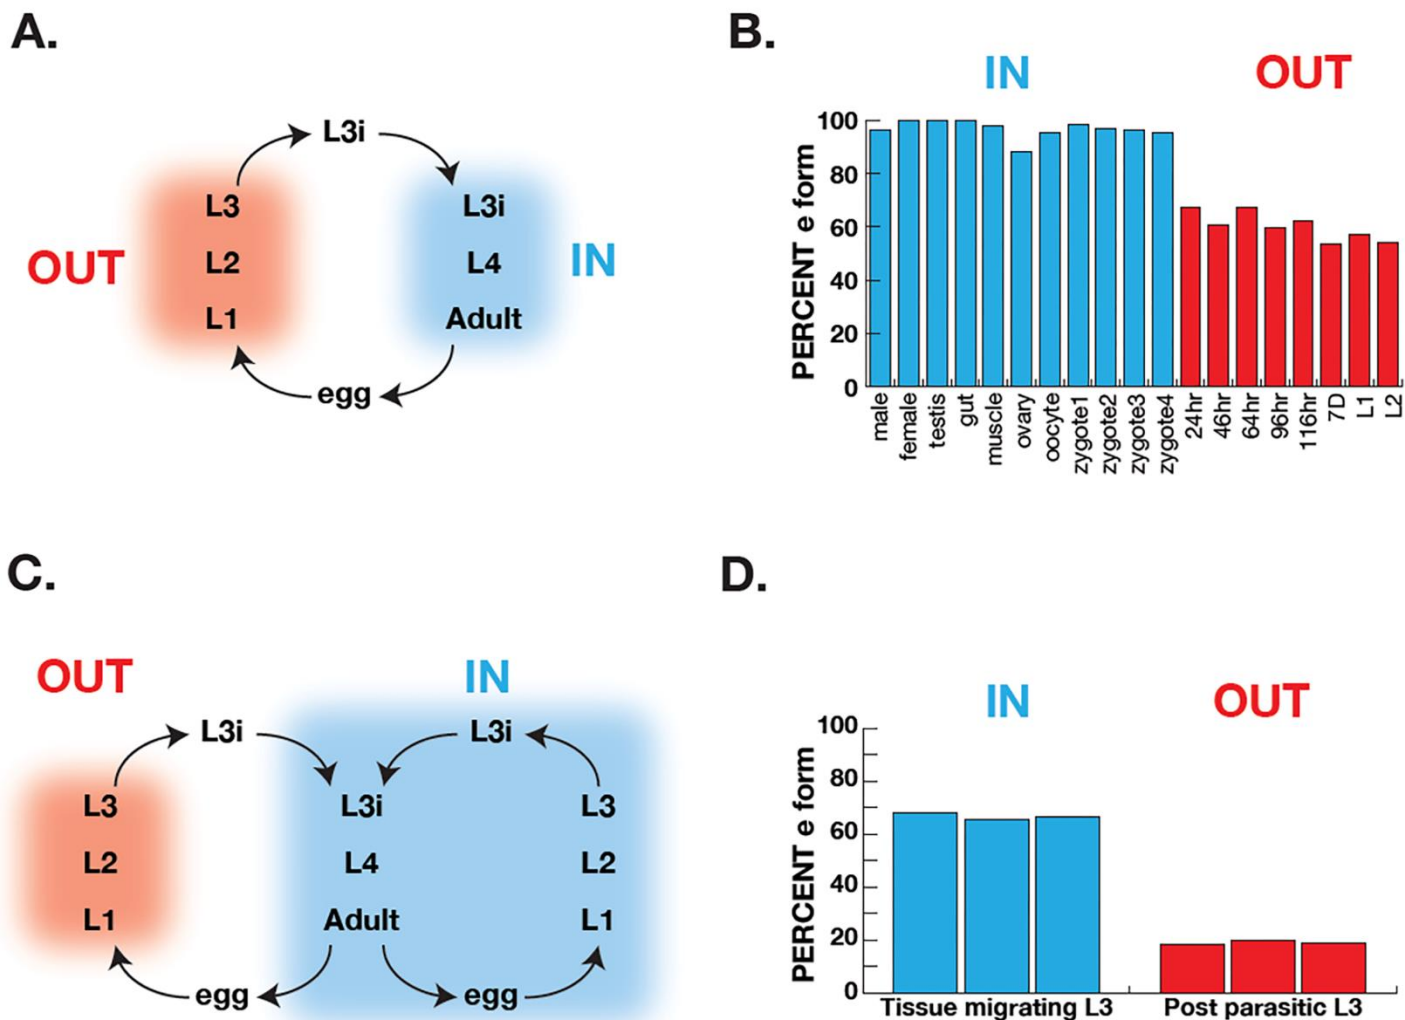 A.
L3i
L3
L2
L1
OUT
L3i
L4
Adult
IN
egg
B.
IN
OUT
PERCENT e form
100
80
60
40
20
0
male
female
testis
gut
muscle
ovary
oocyte
zygote1
zygote2
zygote3
zygote4
24hr
46hr
64hr
96hr
116hr
7D
L1
L2
C.
OUT
IN
L3i
L3i
L3
L3i
L3
L2
L4
L2
L1
Adult
L1
egg
egg
D.
IN
OUT
PERCENT e form
100
80
60
40
20
0
Tissue migrating L3
Post parasitic L3